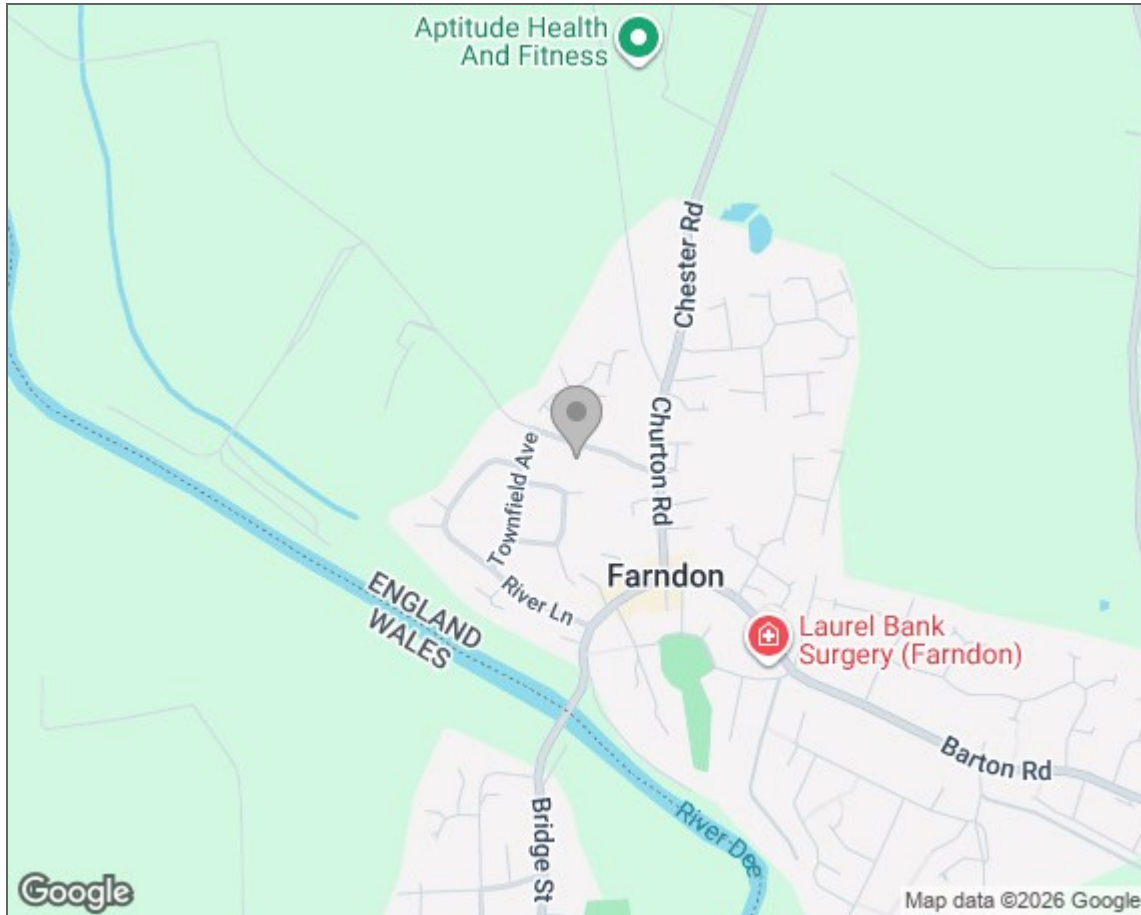 Aptitude Health
And Fitness
Chester Rd
Churton Rd
Townfield Ave
River Ln
Farndon
ENGLAND
WALES
Laurel Bank
Surgery (Farndon)
Barton Rd
Bridge St
River Dee
Google
Map data ©2026 Google